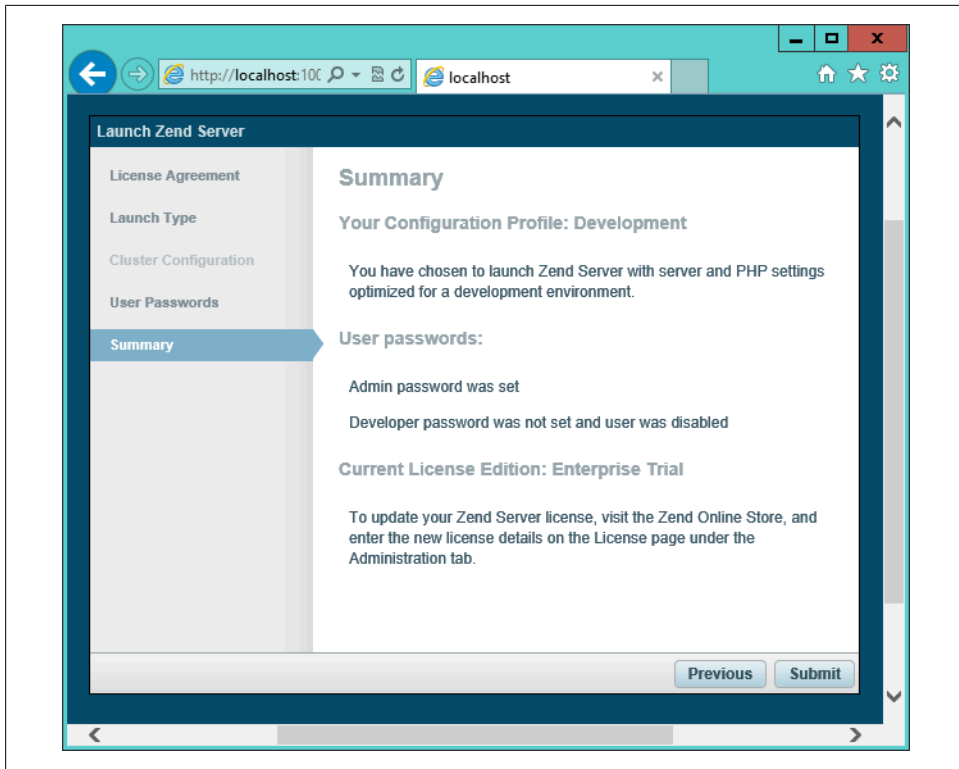 http://localhost:10
localhost
Launch Zend Server
License Agreement
Launch Type
Cluster Configuration
User Passwords
Summary
Summary
Your Configuration Profile: Development
You have chosen to launch Zend Server with server and PHP settings
optimized for a development environment.
User passwords:
Admin password was set
Developer password was not set and user was disabled
Current License Edition: Enterprise Trial
To update your Zend Server license, visit the Zend Online Store, and
enter the new license details on the License page under the
Administration tab.
Previous
Submit